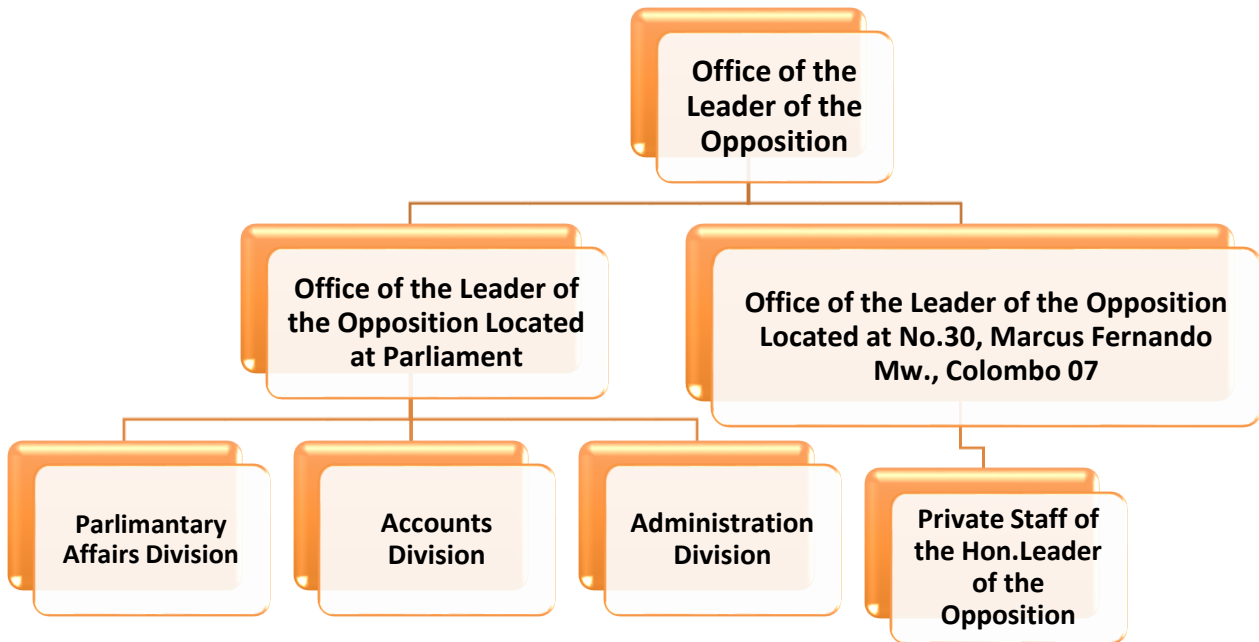 Office of the
Leader of the
Opposition
Office of the Leader of
the Opposition Located
at Parliament
Office of the Leader of the Opposition
Located at No.30, Marcus Fernando
Mw., Colombo 07
Parlimantary
Affairs Division
Accounts
Division
Administration
Division
Private Staff of
the Hon.Leader
of the
Opposition